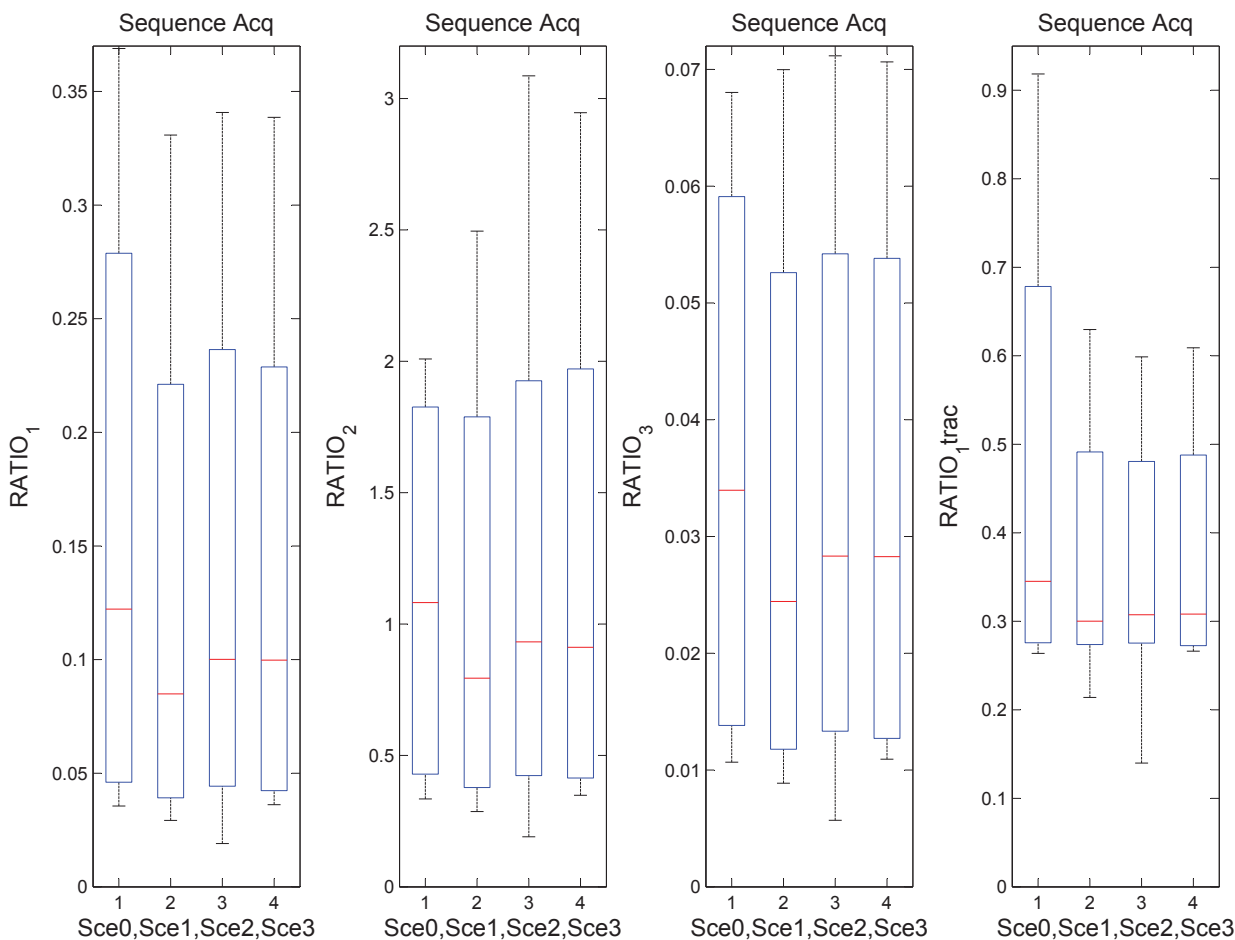 Sequence Acq
RATIO₁
0.35
0.3
0.25
0.2
0.15
0.1
0.05
0
1 2 3 4
Sce0,Sce1,Sce2,Sce3
Sequence Acq
RATIO₂
3
2.5
2
1.5
1
0.5
0
1 2 3 4
Sce0,Sce1,Sce2,Sce3
Sequence Acq
RATIO₃
0.07
0.06
0.05
0.04
0.03
0.02
0.01
0
1 2 3 4
Sce0,Sce1,Sce2,Sce3
Sequence Acq
RATIO₁trac
0.9
0.8
0.7
0.6
0.5
0.4
0.3
0.2
0.1
0
1 2 3 4
Sce0,Sce1,Sce2,Sce3